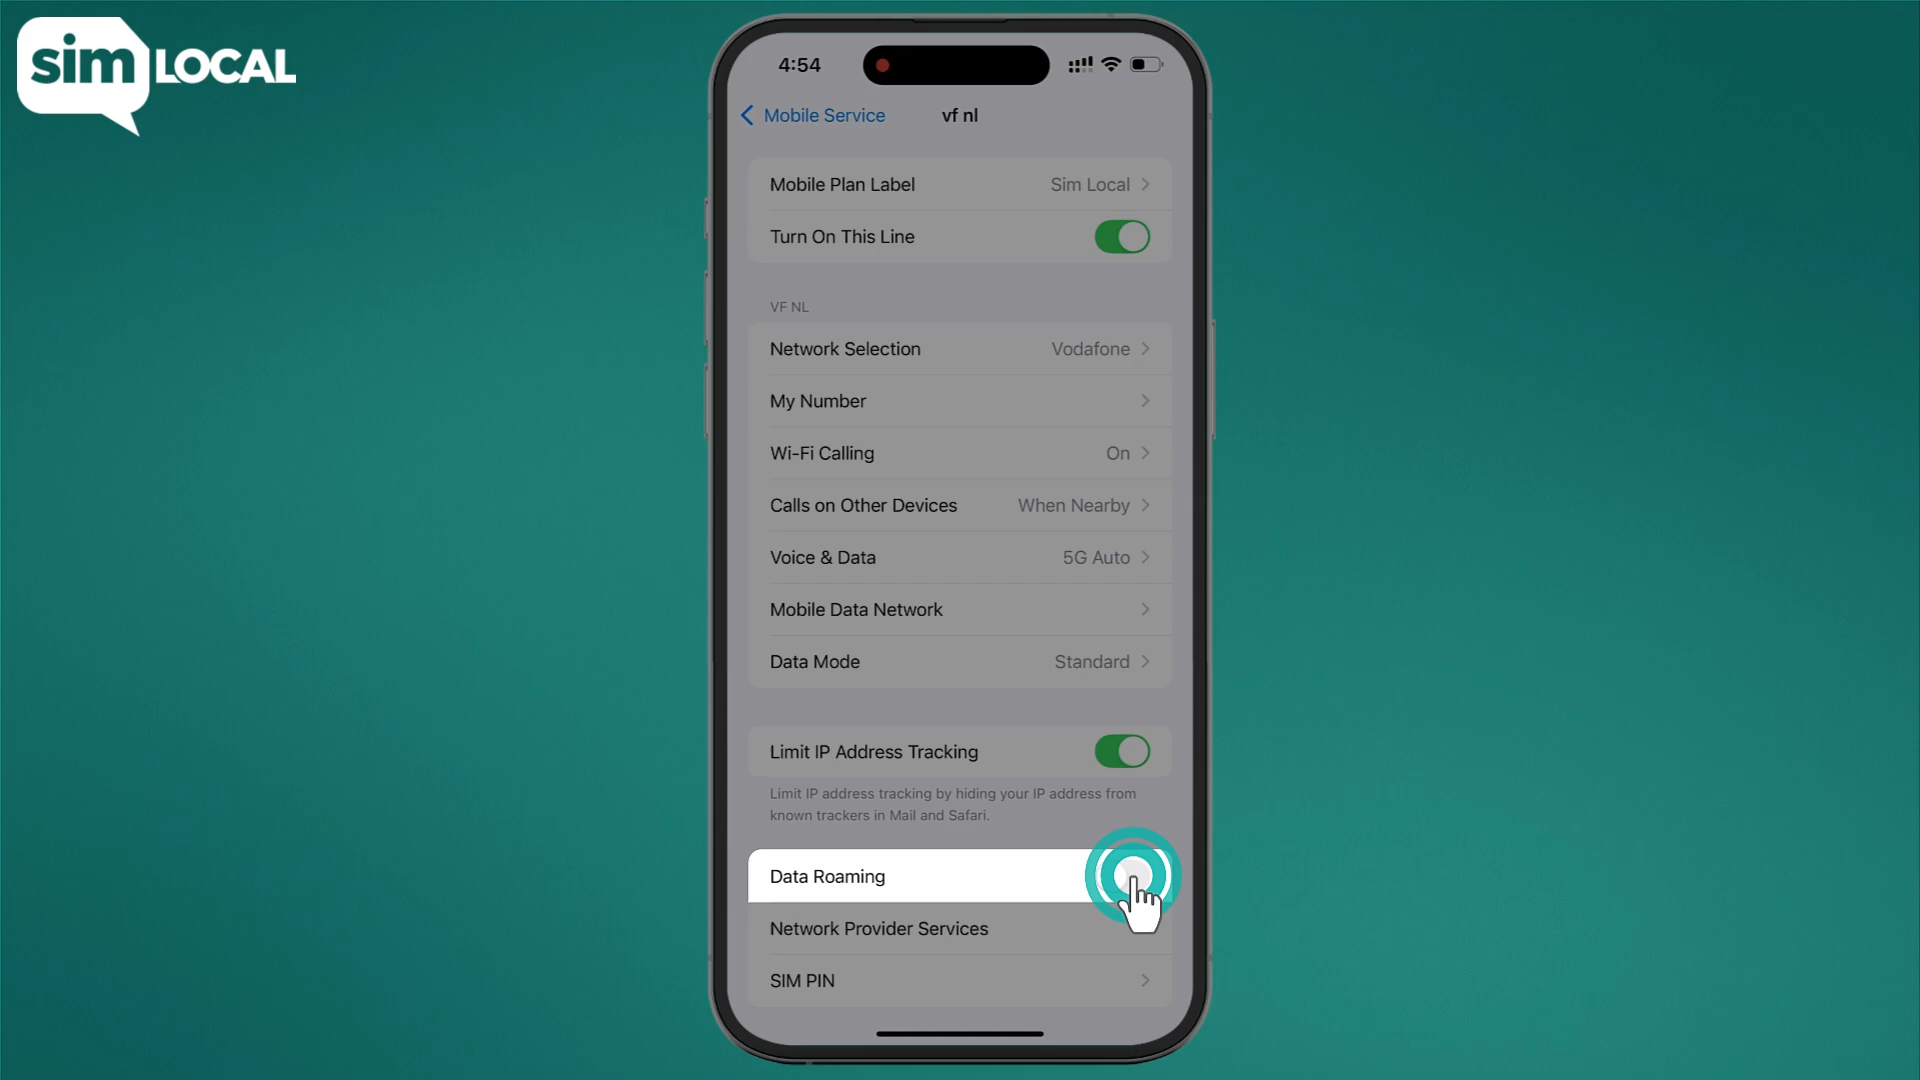 sim LOCAL
4:54
Mobile Service
vf nl
Mobile Plan Label Sim Local
Turn On This Line
VF NL
Network Selection Vodafone
My Number
Wi-Fi Calling On
Calls on Other Devices When Nearby
Voice & Data 5G Auto
Mobile Data Network
Data Mode Standard
Limit IP Address Tracking
Limit IP address tracking by hiding your IP address from
known trackers in Mail and Safari.
Data Roaming
Network Provider Services
SIM PIN